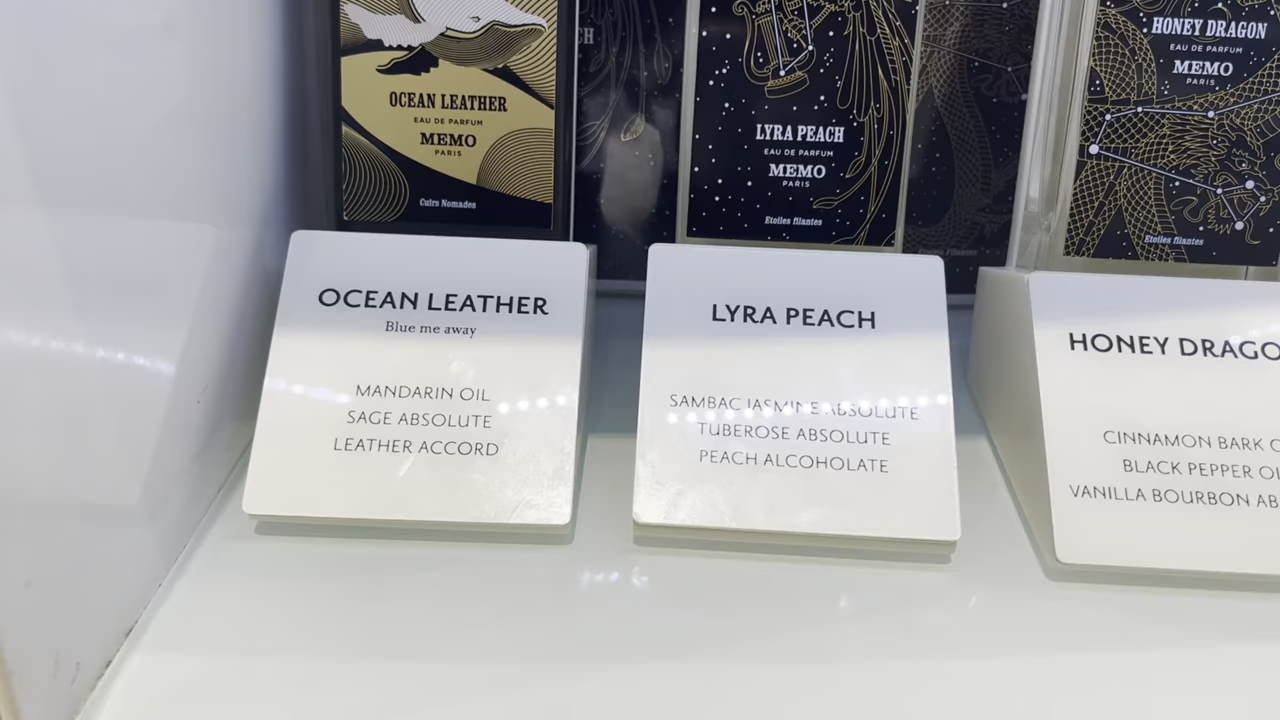 OCEAN LEATHER
EAU DE PARFUM
MEMO
PARIS
Cuirs Nomades
LYRA PEACH
EAU DE PARFUM
MEMO
PARIS
Etoiles filantes
HONEY DRAGON
EAU DE PARFUM
MEMO
PARIS
Etoiles filantes
OCEAN LEATHER
Blue me away
MANDARIN OIL
SAGE ABSOLUTE
LEATHER ACCORD
LYRA PEACH
SAMBAC JASMINE ABSOLUTE
TUBEROSE ABSOLUTE
PEACH ALCOHOLATE
HONEY DRAGO
CINNAMON BARK
BLACK PEPPER OI
VANILLA BOURBON AB